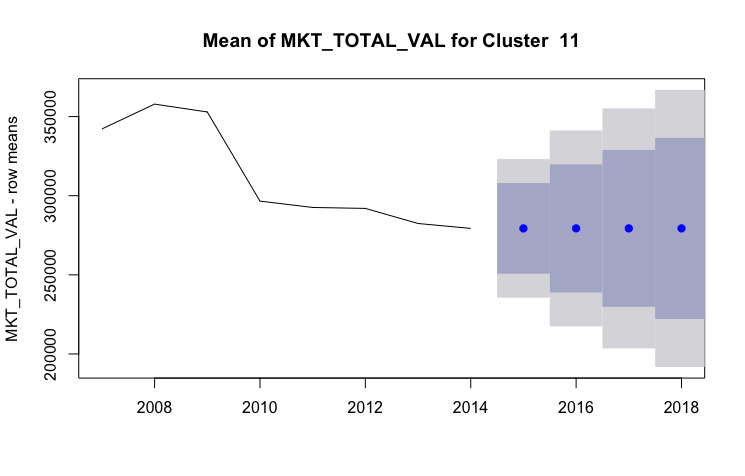 Mean of MKT_TOTAL_VAL for Cluster  11
MKT_TOTAL_VAL - row means
350000
300000
250000
200000
2008 2010 2012 2014 2016 2018